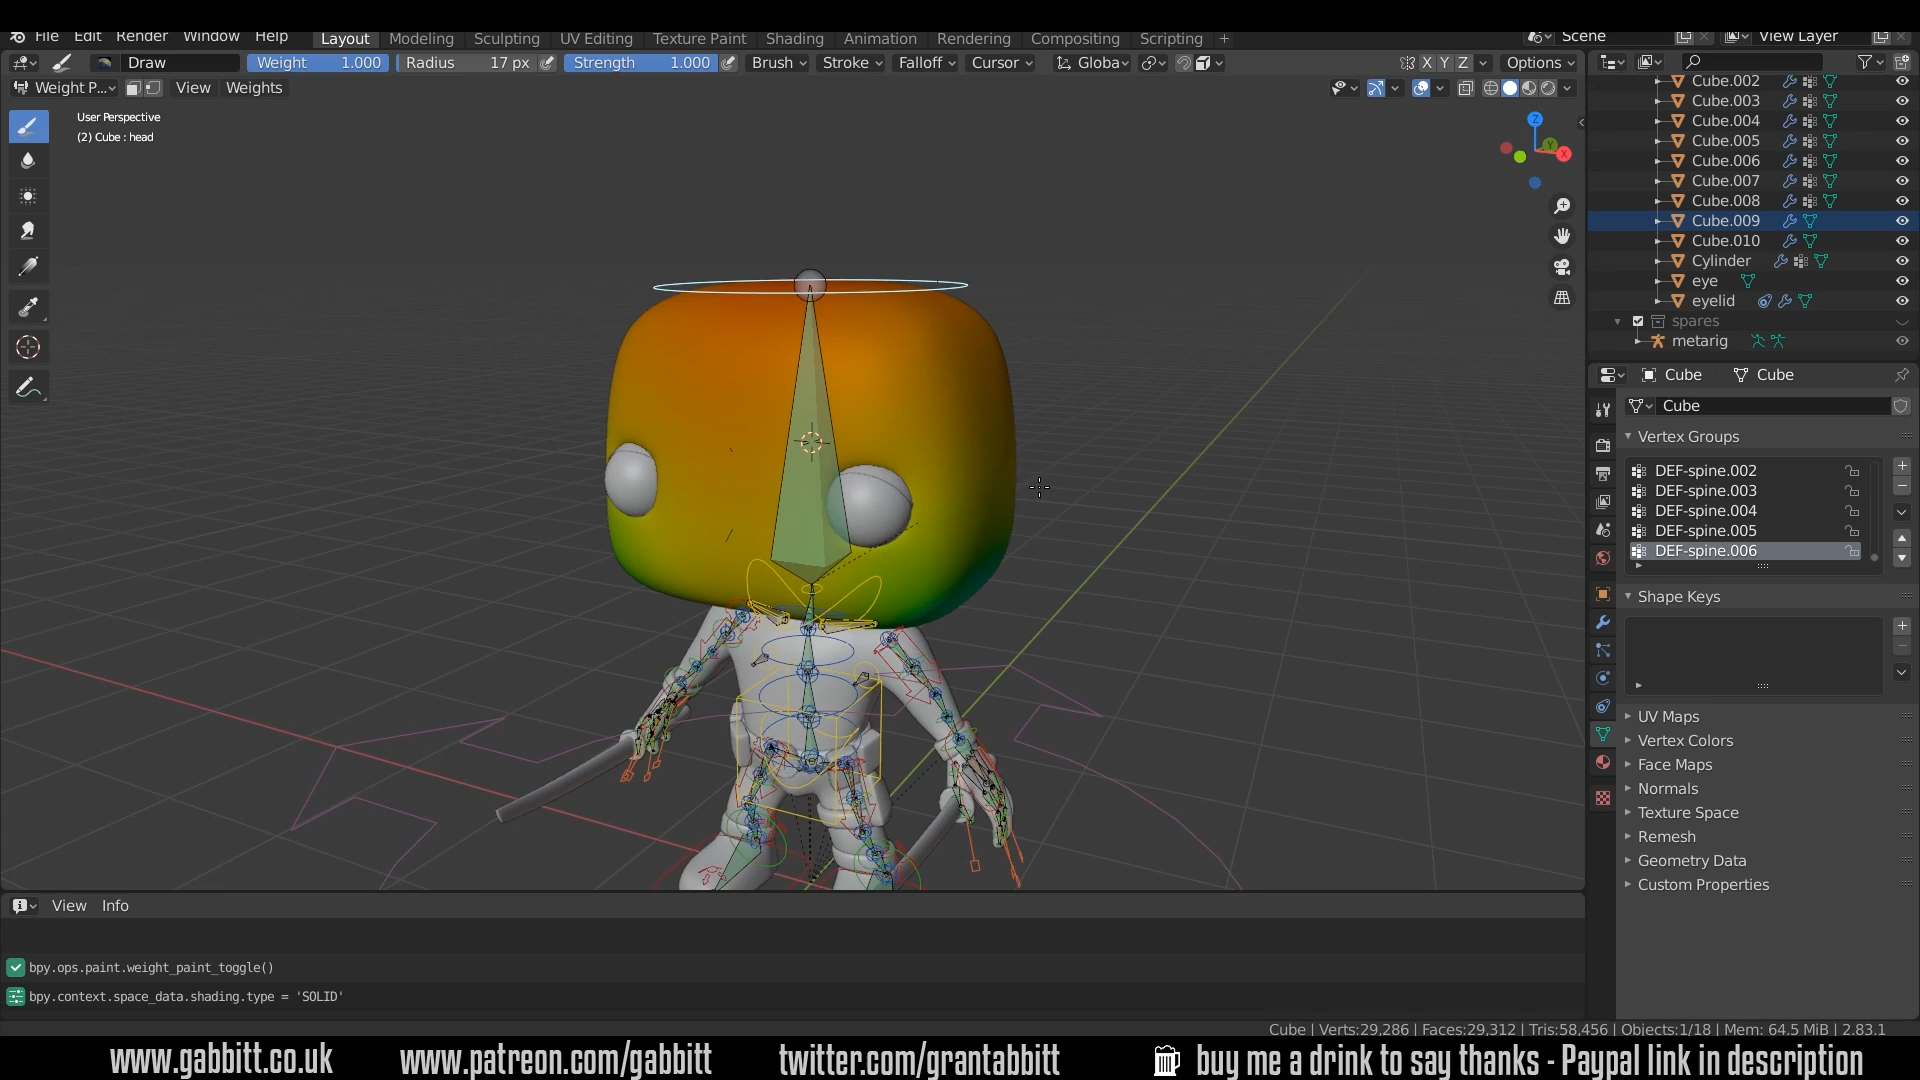 File Edit Render Window Help Layout Modeling Sculpting UV Editing Texture Paint Shading Animation Rendering Compositing Scripting + Scene View Layer
Draw Weight 1.000 Radius 17 px Strength 1.000 Brush Stroke Falloff Cursor Globa X Y Z Options
Weight P... View Weights
User Perspective
(2) Cube : head
Z
Y
X
Cube.002
Cube.003
Cube.004
Cube.005
Cube.006
Cube.007
Cube.008
Cube.009
Cube.010
Cylinder
eye
eyelid
spares
metarig
Cube Cube
Cube
Vertex Groups
DEF-spine.002
DEF-spine.003
DEF-spine.004
DEF-spine.005
DEF-spine.006
Shape Keys
UV Maps
Vertex Colors
Face Maps
Normals
Texture Space
Remesh
Geometry Data
Custom Properties
View Info
bpy.ops.paint.weight_paint_toggle()
bpy.context.space_data.shading.type = 'SOLID'
Cube | Verts:29,286 | Faces:29,312 | Tris:58,456 | Objects:1/18 | Mem: 64.5 MiB | 2.83.1
www.gabbitt.co.uk www.patreon.com/gabbitt twitter.com/grantabbitt buy me a drink to say thanks - Paypal link in description